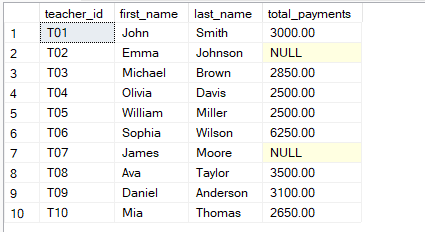 teacher_id first_name last_name total_payments
1 T01 John Smith 3000.00
2 T02 Emma Johnson NULL
3 T03 Michael Brown 2850.00
4 T04 Olivia Davis 2500.00
5 T05 William Miller 2500.00
6 T06 Sophia Wilson 6250.00
7 T07 James Moore NULL
8 T08 Ava Taylor 3500.00
9 T09 Daniel Anderson 3100.00
10 T10 Mia Thomas 2650.00